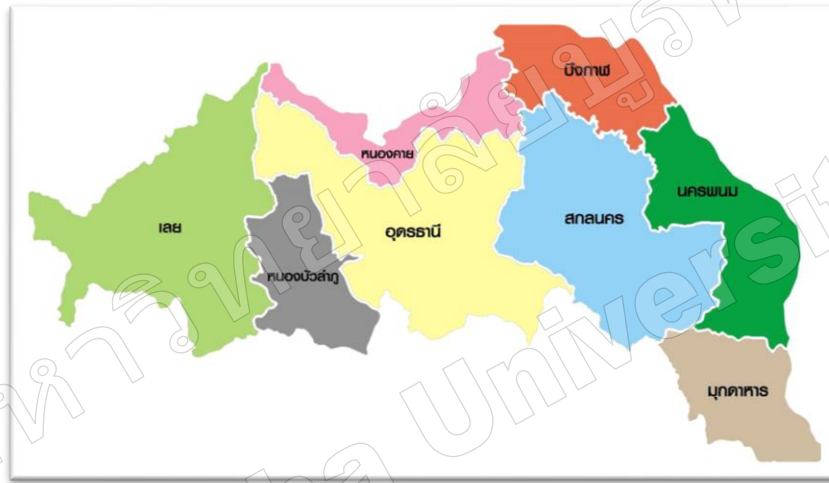 บึงกาฬ
หนองคาย
นครพนม
เลย
อุดรธานี
สกลนคร
หนองบัวลำภู
มุกดาหาร